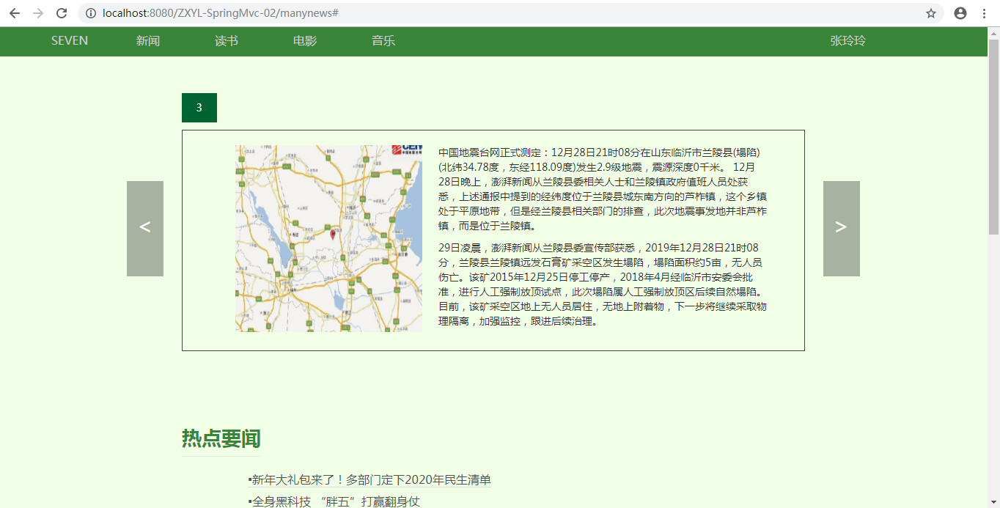 localhost:8080/ZXYL-SpringMvc-02/manynews#
SEVEN 新闻 读书 电影 音乐 张玲玲
3
中国地震台网正式测定：12月28日21时08分在山东临沂市兰陵县(塌陷)
(北纬34.78度，东经118.09度)发生2.9级地震，震源深度0千米。 12月
28日晚上，澎湃新闻从兰陵县委相关人士和兰陵镇政府值班人员处获
悉，上述通报中提到的经纬度位于兰陵县城东南方向的芦柞镇，这个乡镇
处于平原地带，但是经兰陵县相关部门的排查，此次地震事发地并非芦柞
镇，而是位于兰陵镇。
29日凌晨，澎湃新闻从兰陵县委宣传部获悉，2019年12月28日21时08
分，兰陵县兰陵镇远发石膏矿采空区发生塌陷，塌陷面积约5亩，无人员
伤亡。该矿2015年12月25日停工停产，2018年4月经临沂市安委会批
准，进行人工强制放顶试点，此次塌陷属人工强制放顶区后续自然塌陷。
目前，该矿采空区地上无人员居住，无地上附着物，下一步将继续采取物
理隔离，加强监控，跟进后续治理。
<
>
热点要闻
▪新年大礼包来了！多部门定下2020年民生清单
▪全身黑科技 “胖五”打赢翻身仗